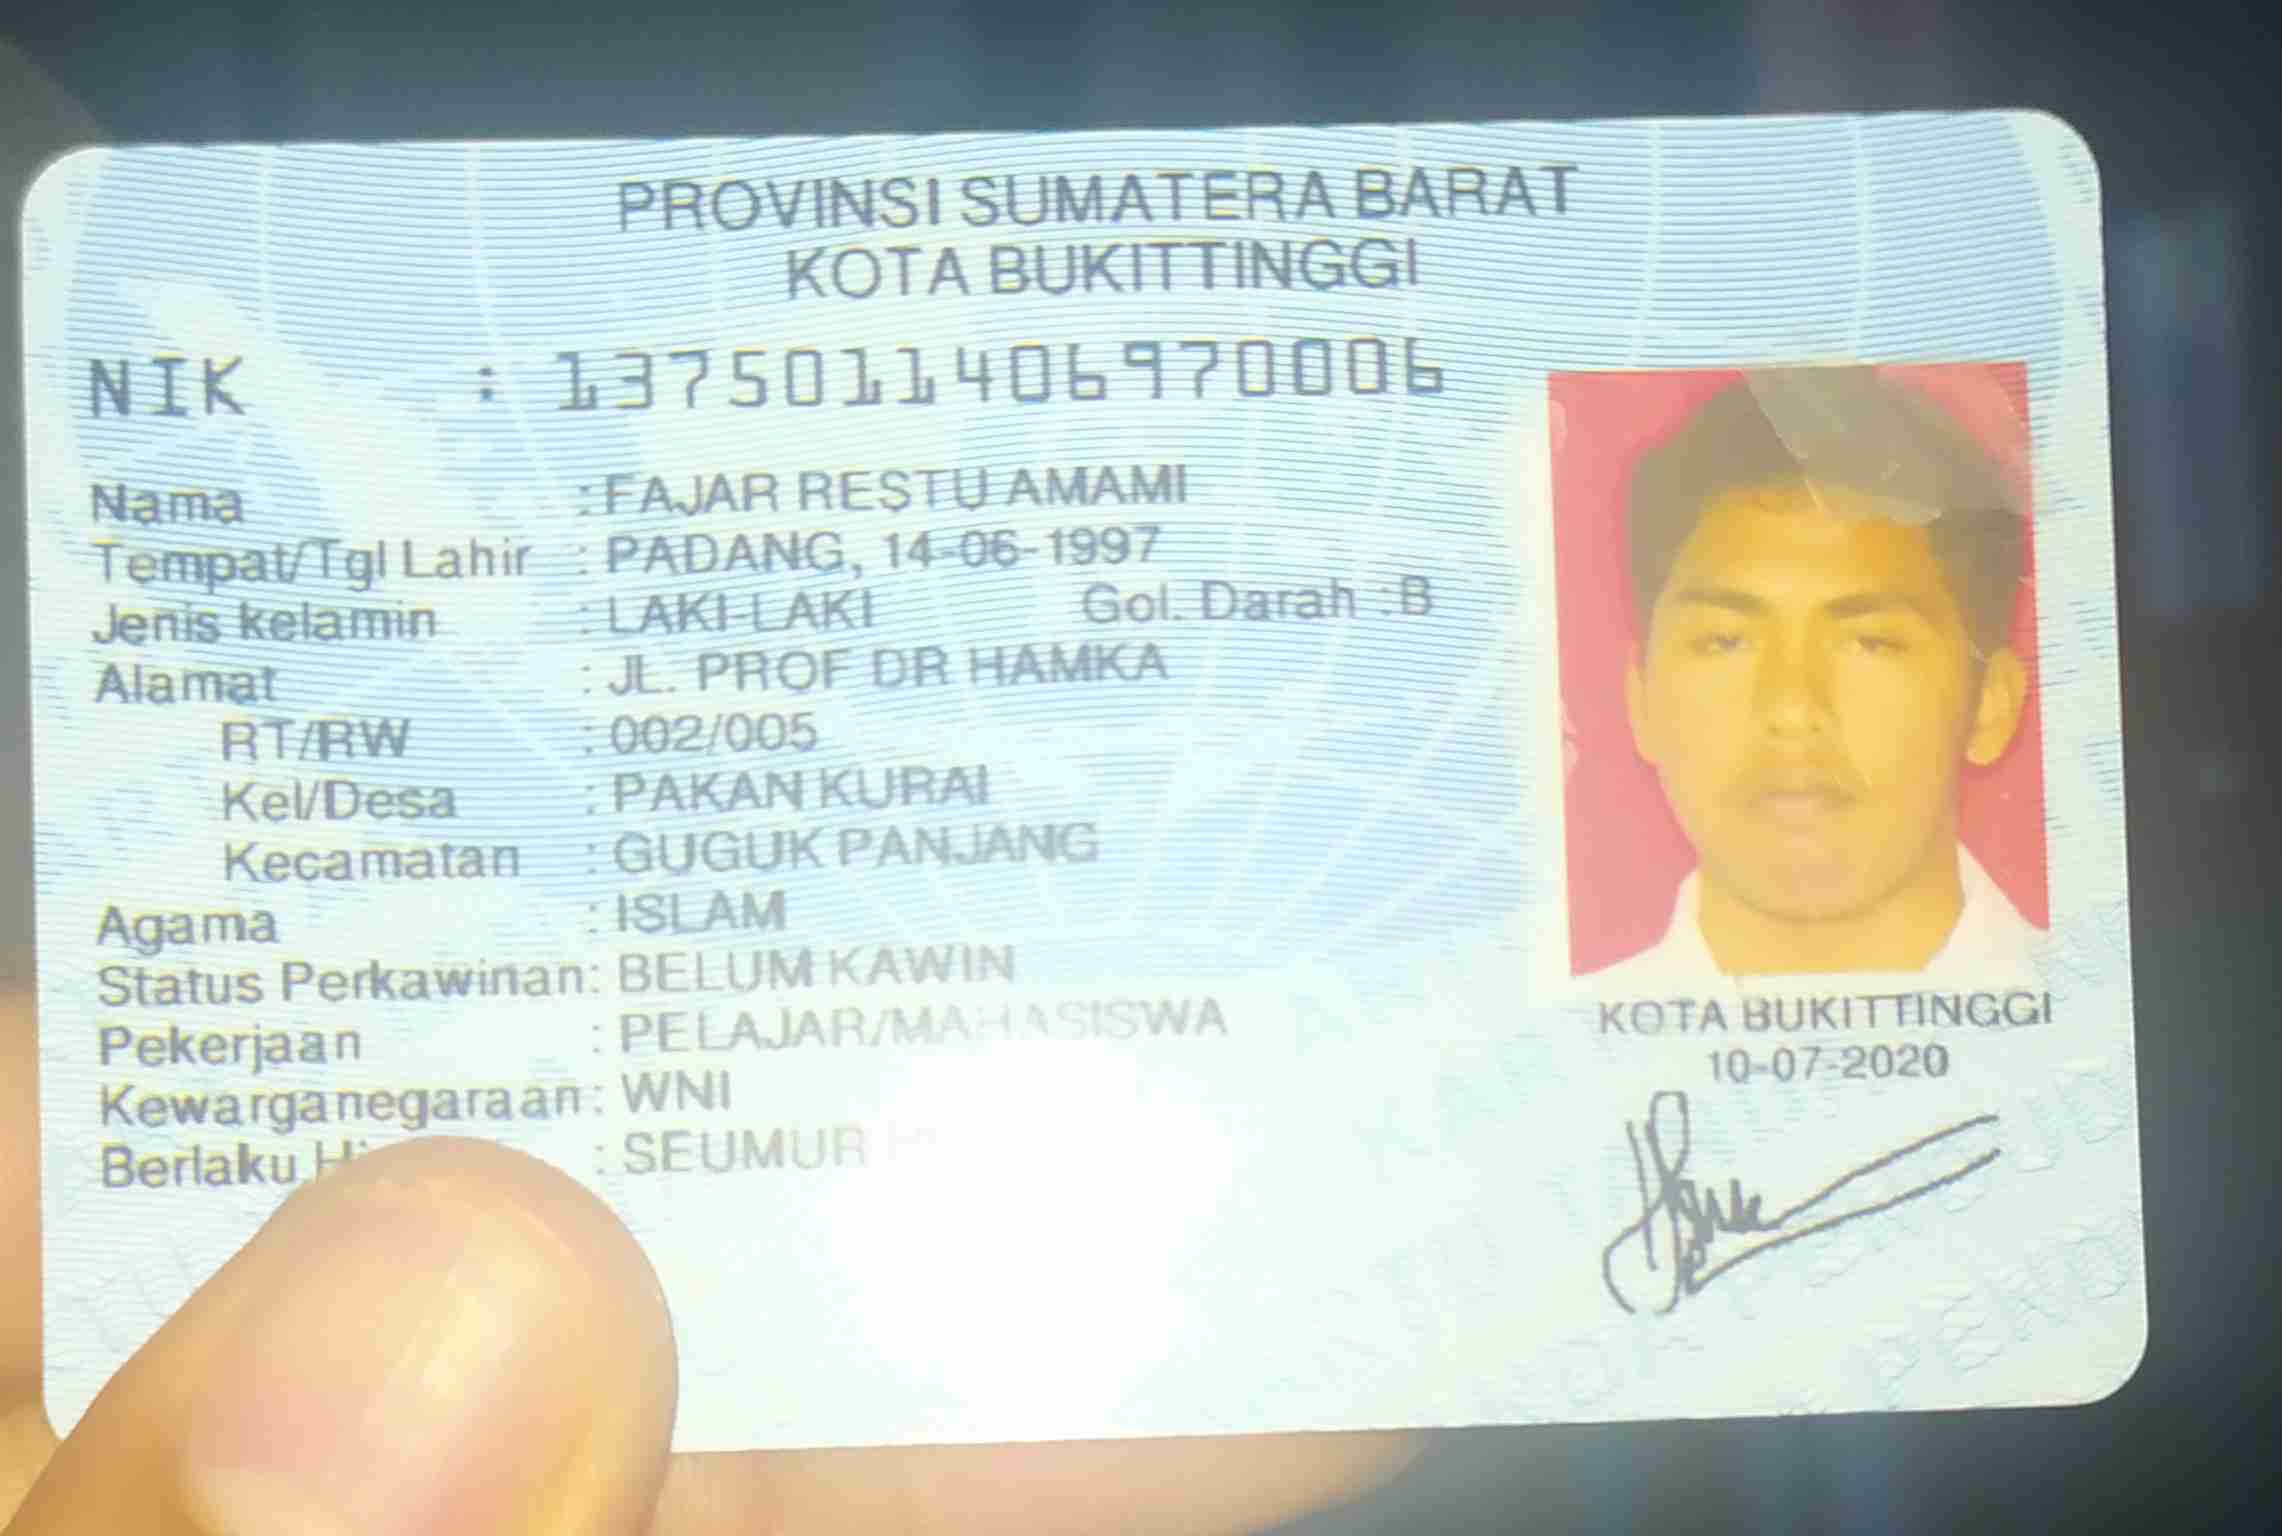 PROVINSI SUMATERA BARAT
KOTA BUKITTINGGI
NIK : 1375011406970006
Nama : FAJAR RESTU AMAMI
Tempat/Tgl Lahir : PADANG, 14-06-1997
Jenis kelamin : LAKI-LAKI Gol. Darah : B
Alamat : JL. PROF DR HAMKA
RT/RW : 002/005
Kel/Desa : PAKAN KURAI
Kecamatan : GUGUK PANJANG
Agama : ISLAM
Status Perkawinan : BELUM KAWIN
Pekerjaan : PELAJAR/MAHASISWA
Kewarganegaraan : WNI
Berlaku : SEUMUR
KOTA BUKITTINGGI
10-07-2020